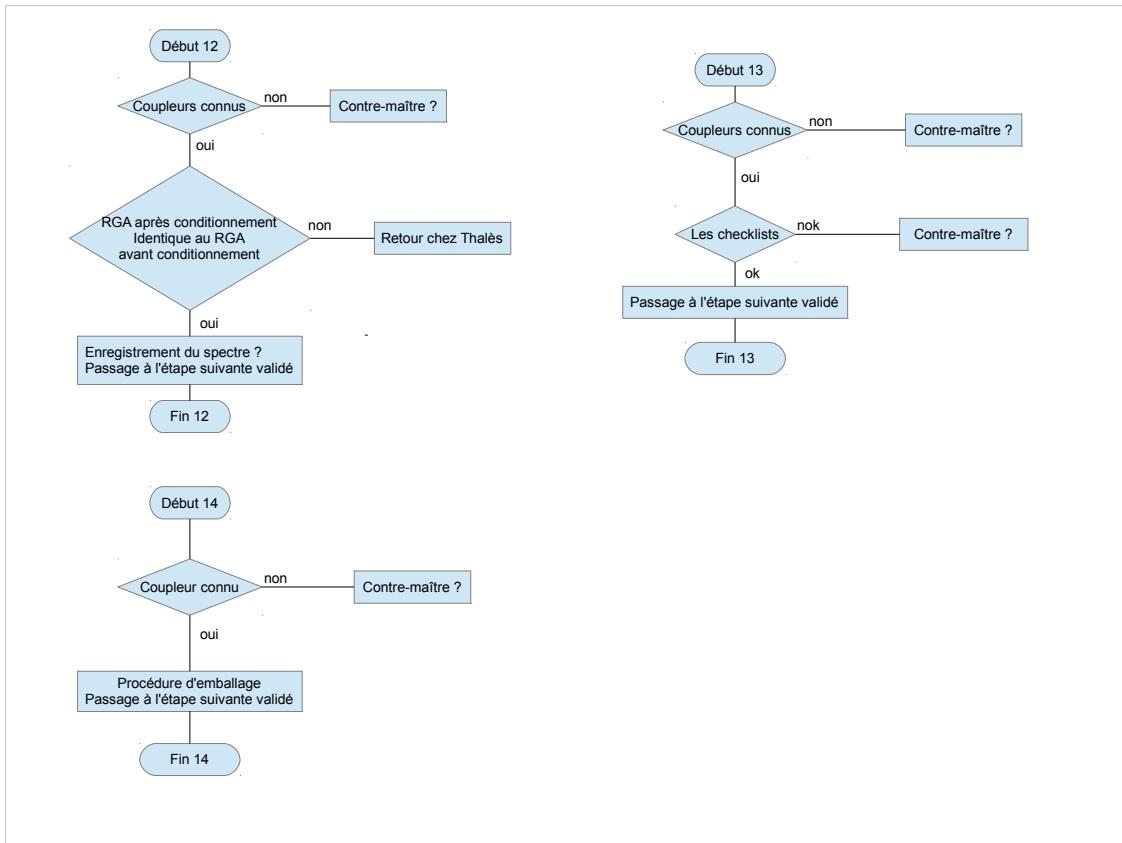 Début 12
Coupleurs connus
non
Contre-maître ?
oui
RGA après conditionnement
Identique au RGA
avant conditionnement
non
Retour chez Thalès
oui
Enregistrement du spectre ?
Passage à l'étape suivante validé
Fin 12
Début 13
Coupleurs connus
non
Contre-maître ?
oui
Les checklists
nok
Contre-maître ?
ok
Passage à l'étape suivante validé
Fin 13
-
Début 14
Coupleur connu
non
Contre-maître ?
oui
Procédure d'emballage
Passage à l'étape suivante validé
Fin 14